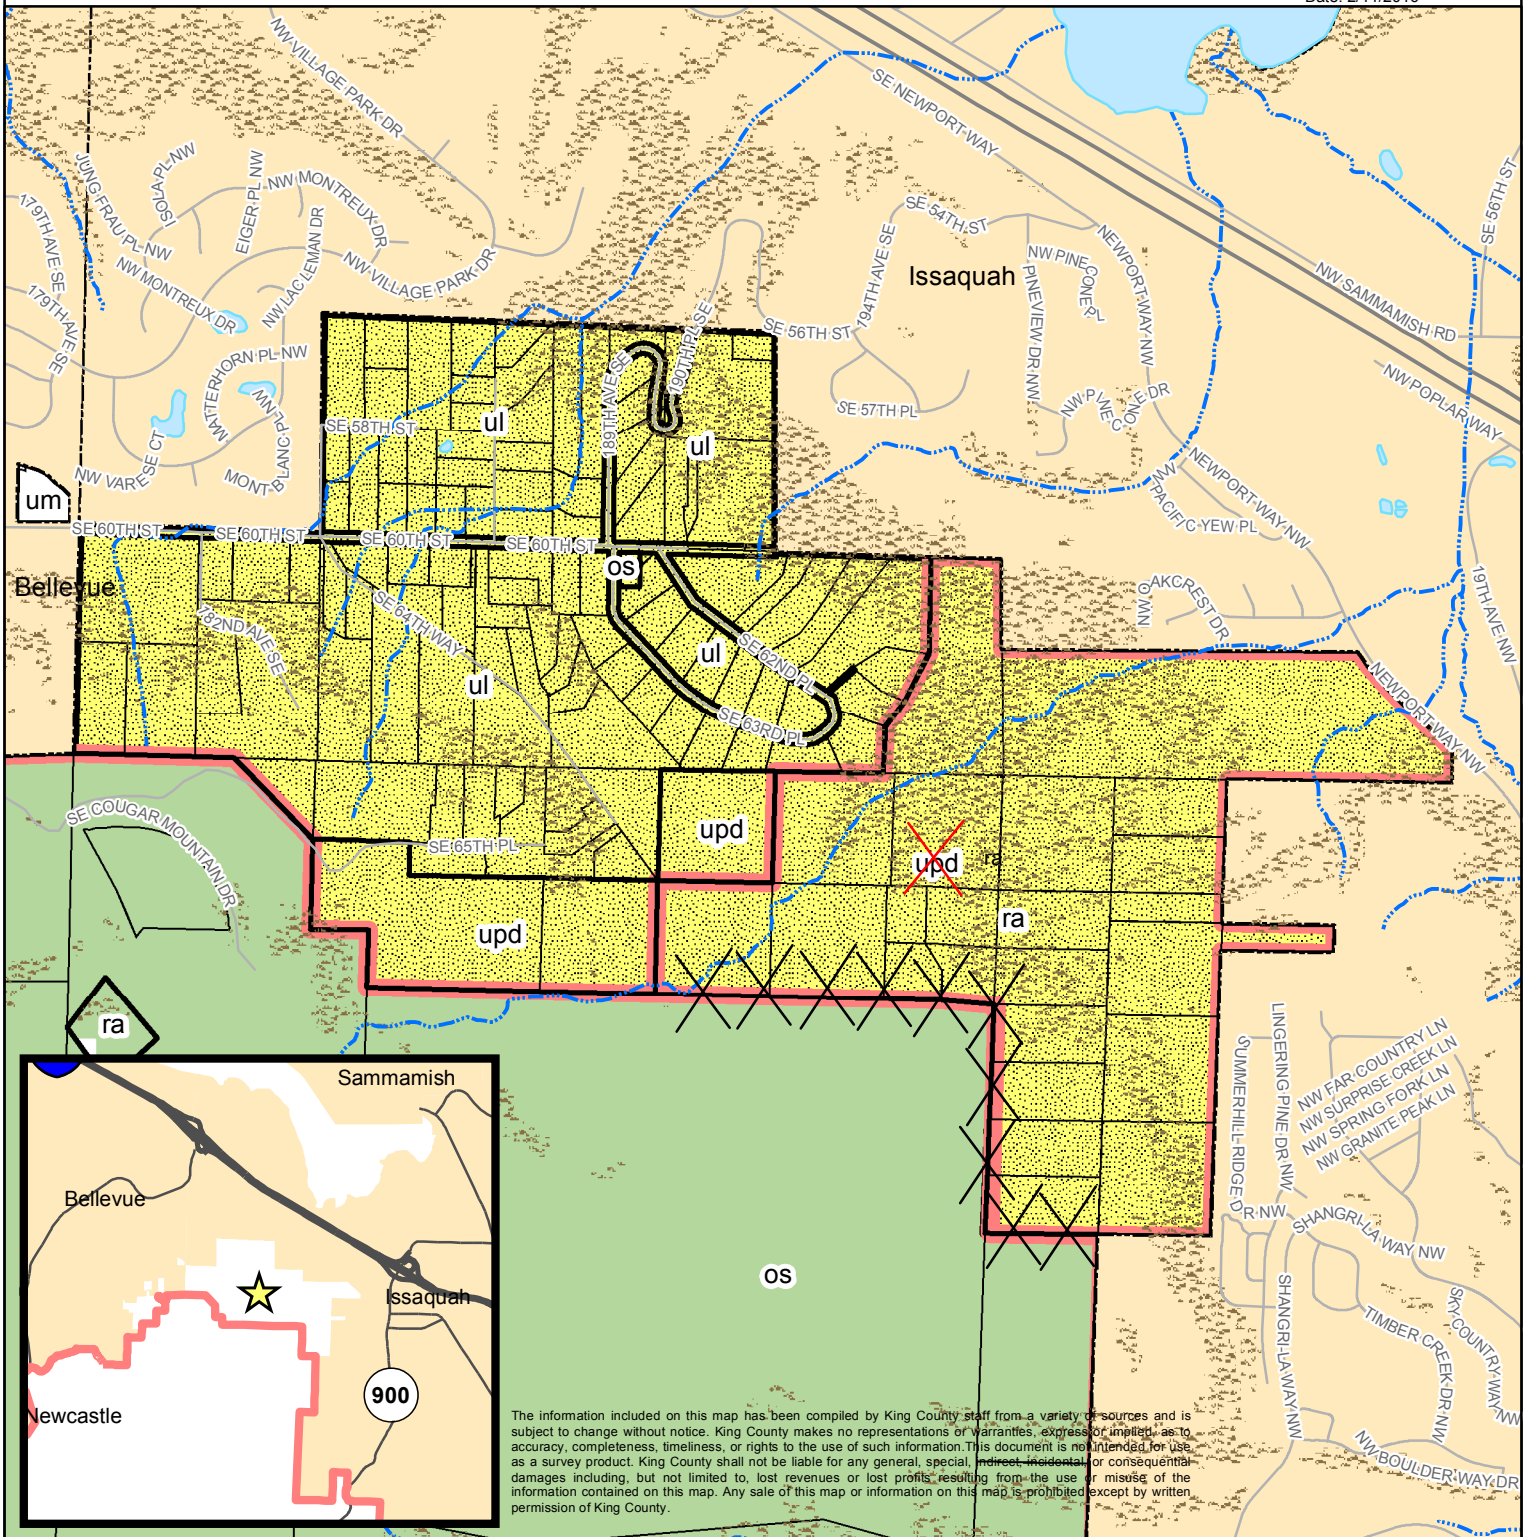 NW VILLAGE PARK DR
SE NEWPORT WAY
JUNG FRAU PL NW
ISOLA PL NW
EIGER PL NW
NW MONTREUX DR
179TH AVE SE
NW LAC LEMAN DR
NW MONTREUX DR
NW VILLAGE PARK DR
179TH AVE SE
MATTERHORN PL NW
SE 54TH ST
194TH AVE SE
Issaquah
NW PINE CONE PL
PINEVIEW DR NW
NEWPORT WAY NW
NW SAMMAMISH RD
SE 56TH ST
SE 56TH ST
NW POPLAR WAY
190TH PL SE
189TH AVE SE
SE 57TH PL
NW PINE CONE DR
SE 58TH ST
ul
ul
NW VARESE CT
MONT BLANC PL NW
um
NW PACIFIC YEW PL
NEWPORT WAY NW
SE 60TH ST
SE 60TH ST
SE 60TH ST
SE 60TH ST
os
Bellevue
182ND AVE SE
SE 64TH WAY
ul
ul
SE 62ND PL
SE 63RD PL
NW OAKCREST DR
19TH AVE NW
NEWPORT WAY NW
SE COUGAR MOUNTAIN DR
SE 65TH PL
upd
upd
ra
upd
ra
ra
os
SUMMERHILL RIDGE DR NW
LINGERING PINE DR NW
NW FAR COUNTRY LN
NW SURPRISE CREEK LN
NW SPRING FORK LN
NW GRANITE PEAK LN
SHANGRI-LA WAY NW
SHANGRI-LA WAY NW
TIMBER CREEK DR NW
SKY COUNTRY WAY NW
NW BOULDER WAY DR
Sammamish
Bellevue
Issaquah
900
Newcastle
The information included on this map has been compiled by King County staff from a variety of sources and is
subject to change without notice. King County makes no representations or warranties, express or implied, as to
accuracy, completeness, timeliness, or rights to the use of such information.This document is not intended for use
as a survey product. King County shall not be liable for any general, special, indirect, incidental, or consequential
damages including, but not limited to, lost revenues or lost profits resulting from the use or misuse of the
information contained on this map. Any sale of this map or information on this map is prohibited except by written
permission of King County.